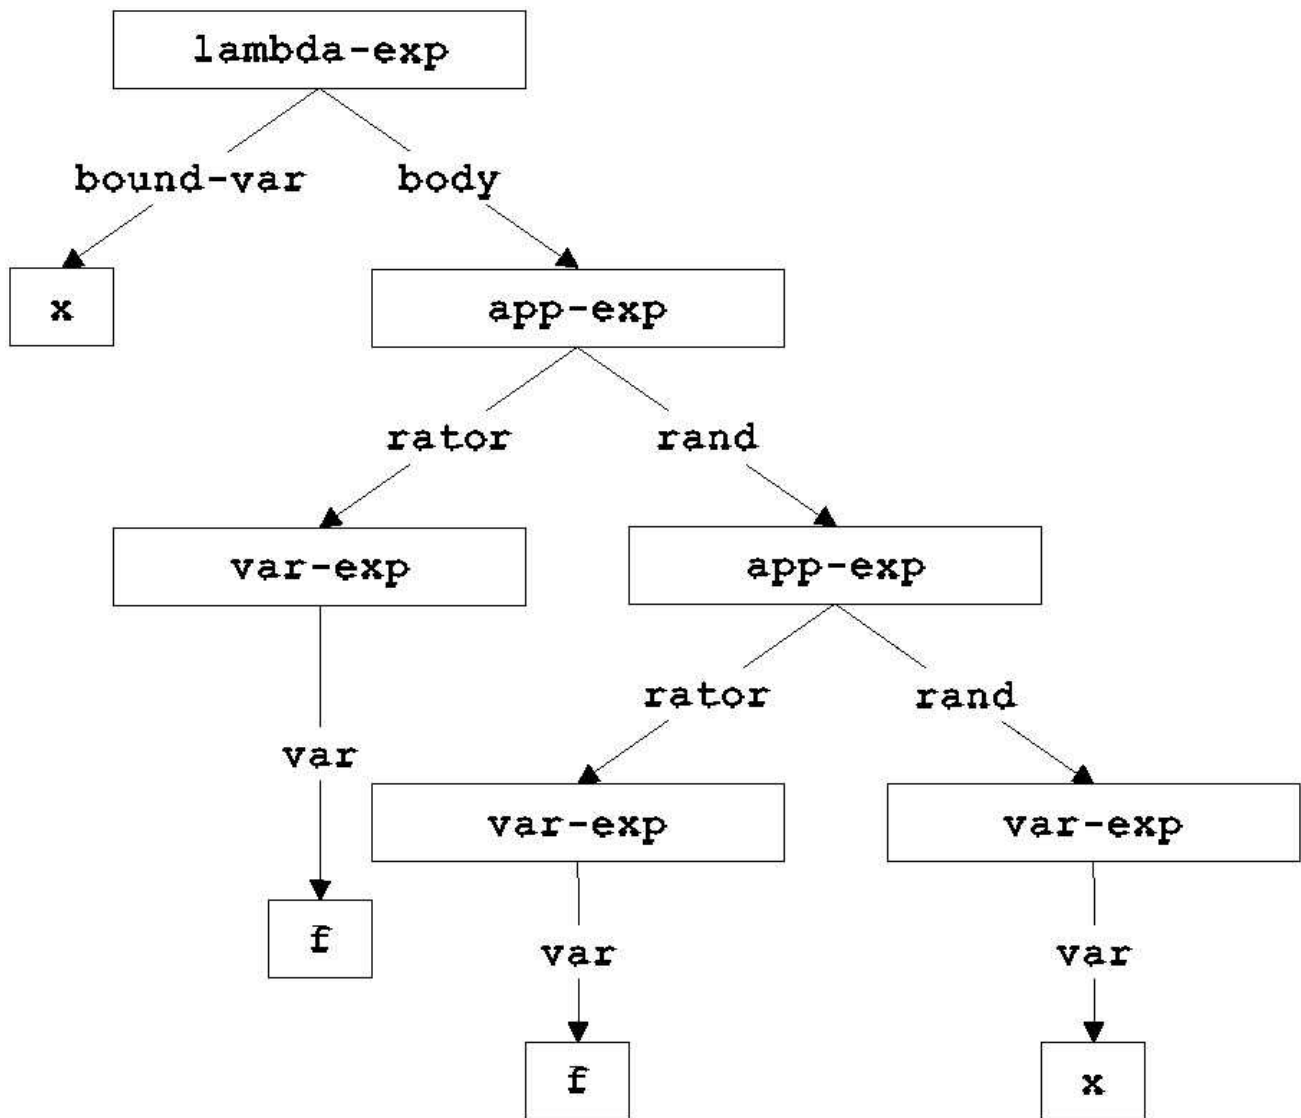 lambda-exp
bound-var body
x app-exp
rator rand
var-exp app-exp
rator rand
var
var-exp var-exp
f
var var
f x